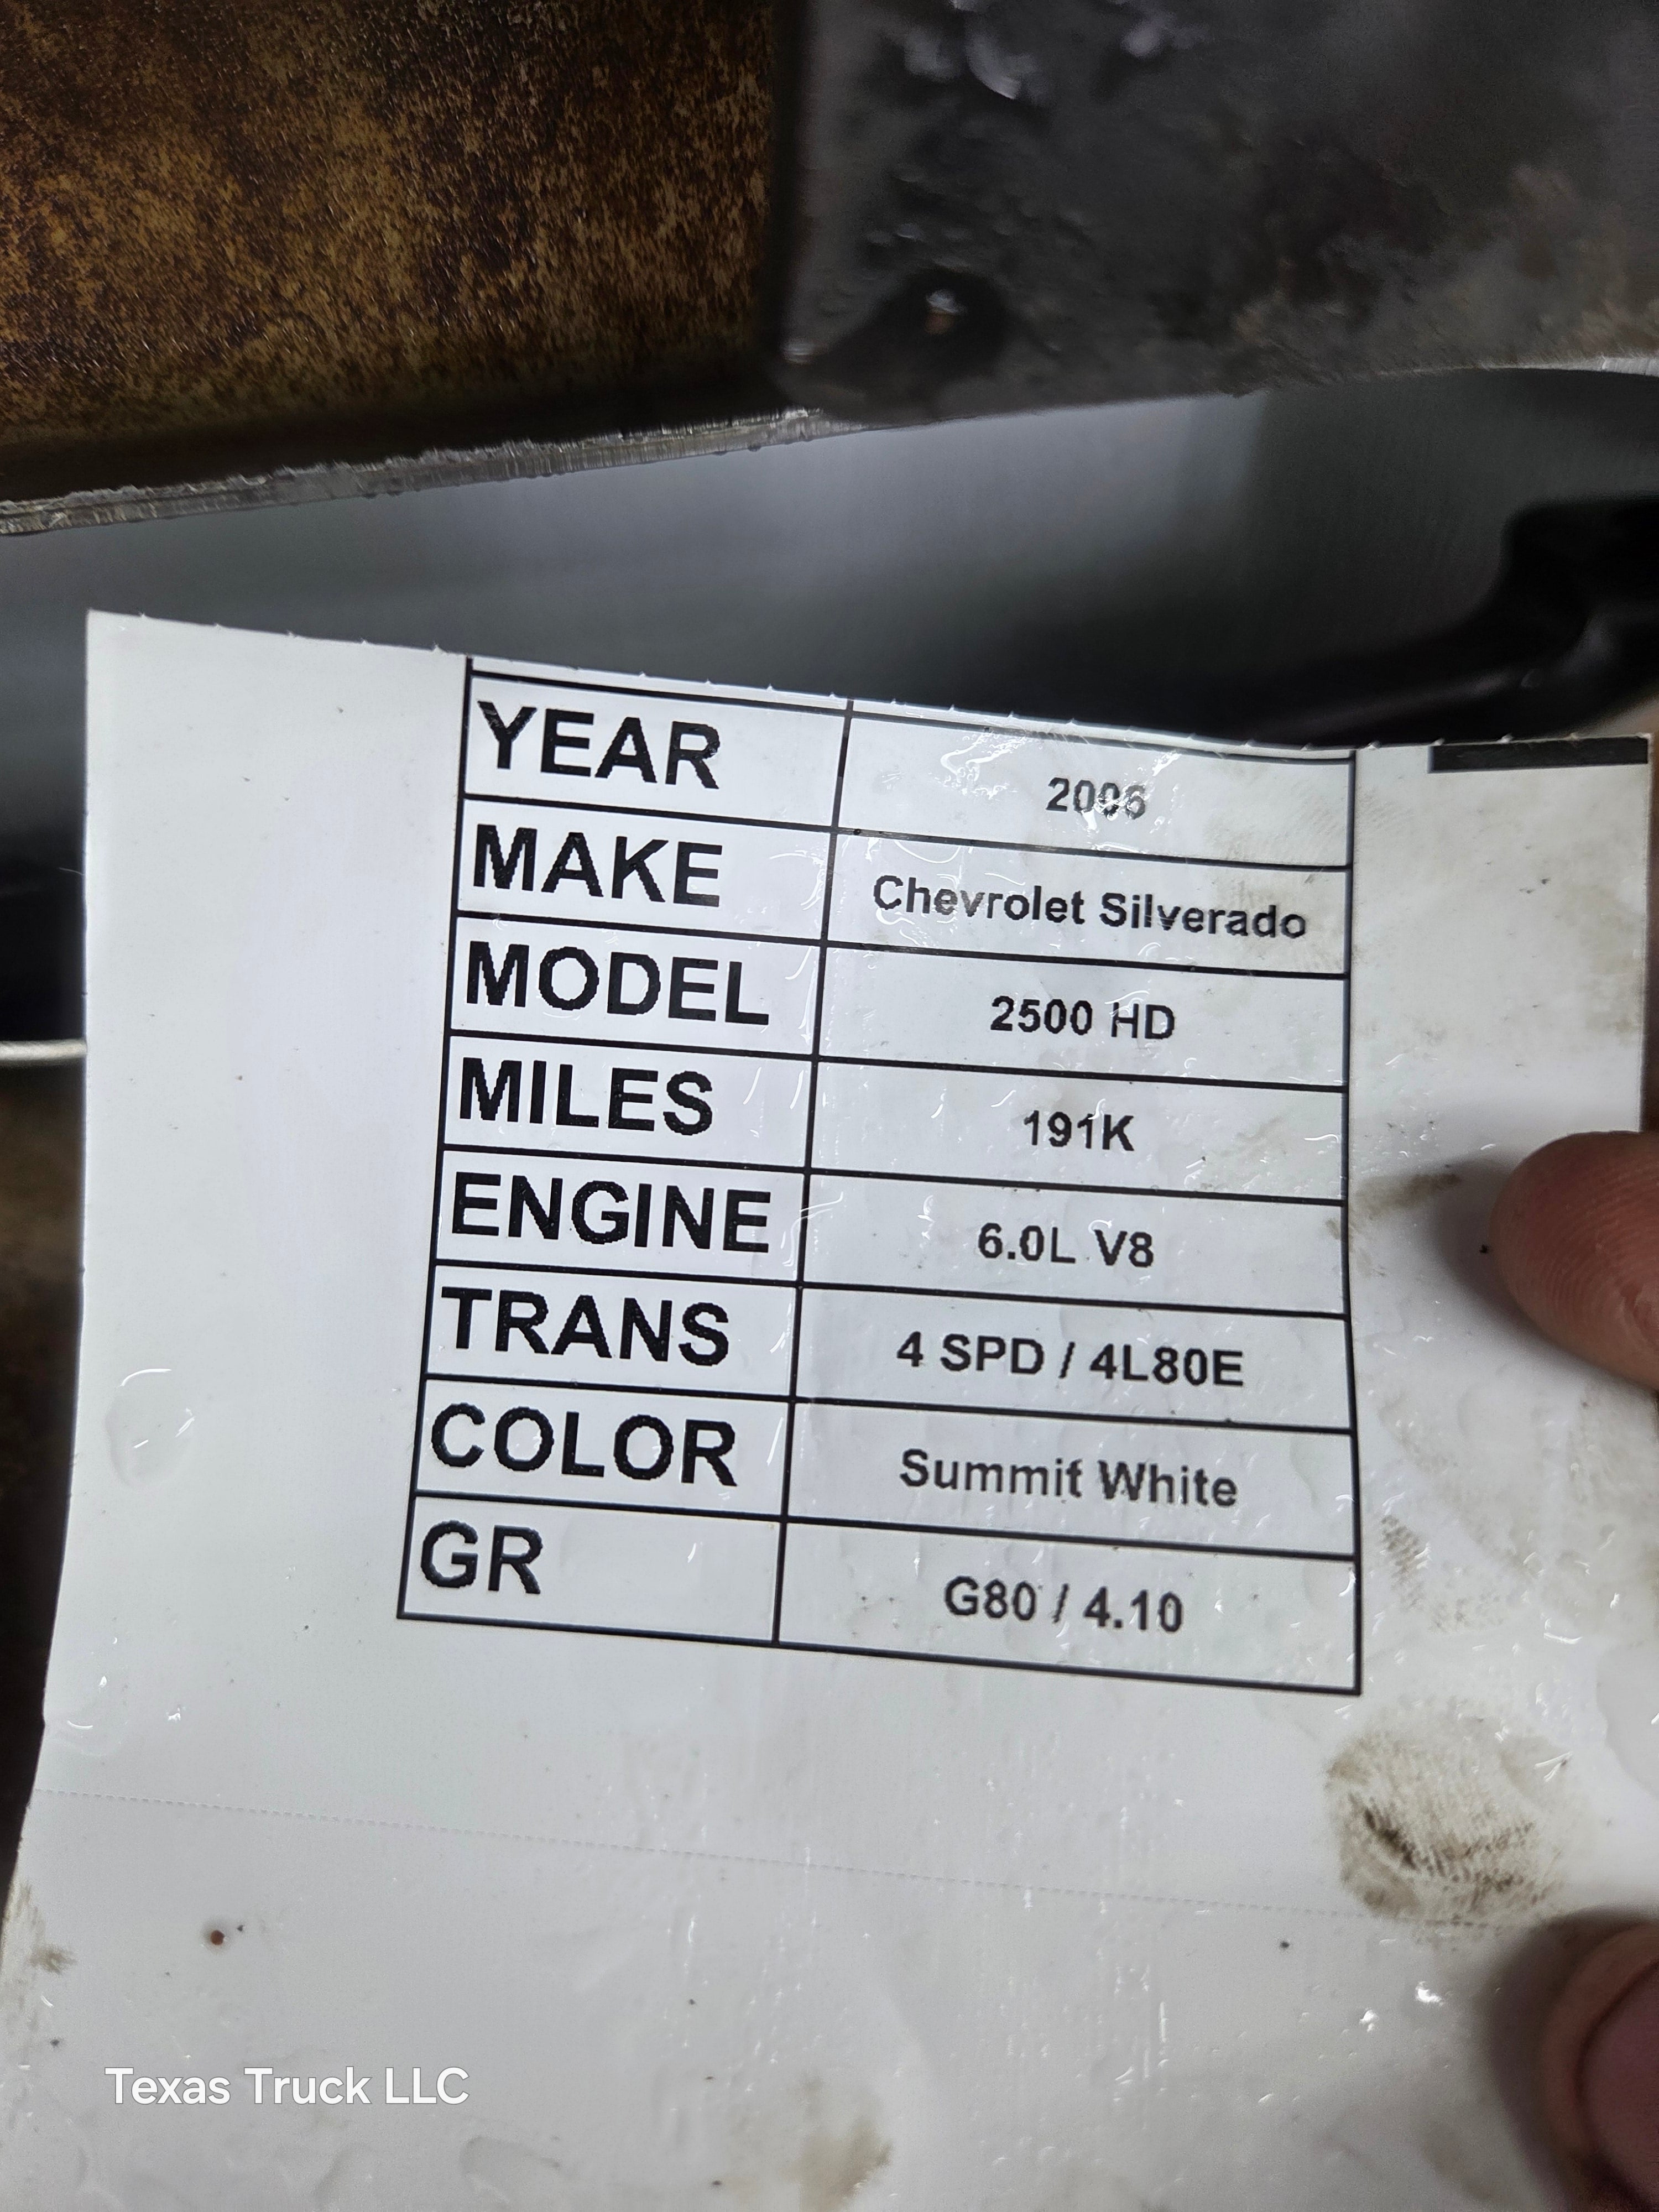 YEAR 2006
MAKE Chevrolet Silverado
MODEL 2500 HD
MILES 191K
ENGINE 6.0L V8
TRANS 4 SPD / 4L80E
COLOR Summit White
GR G80 / 4.10
Texas Truck LLC